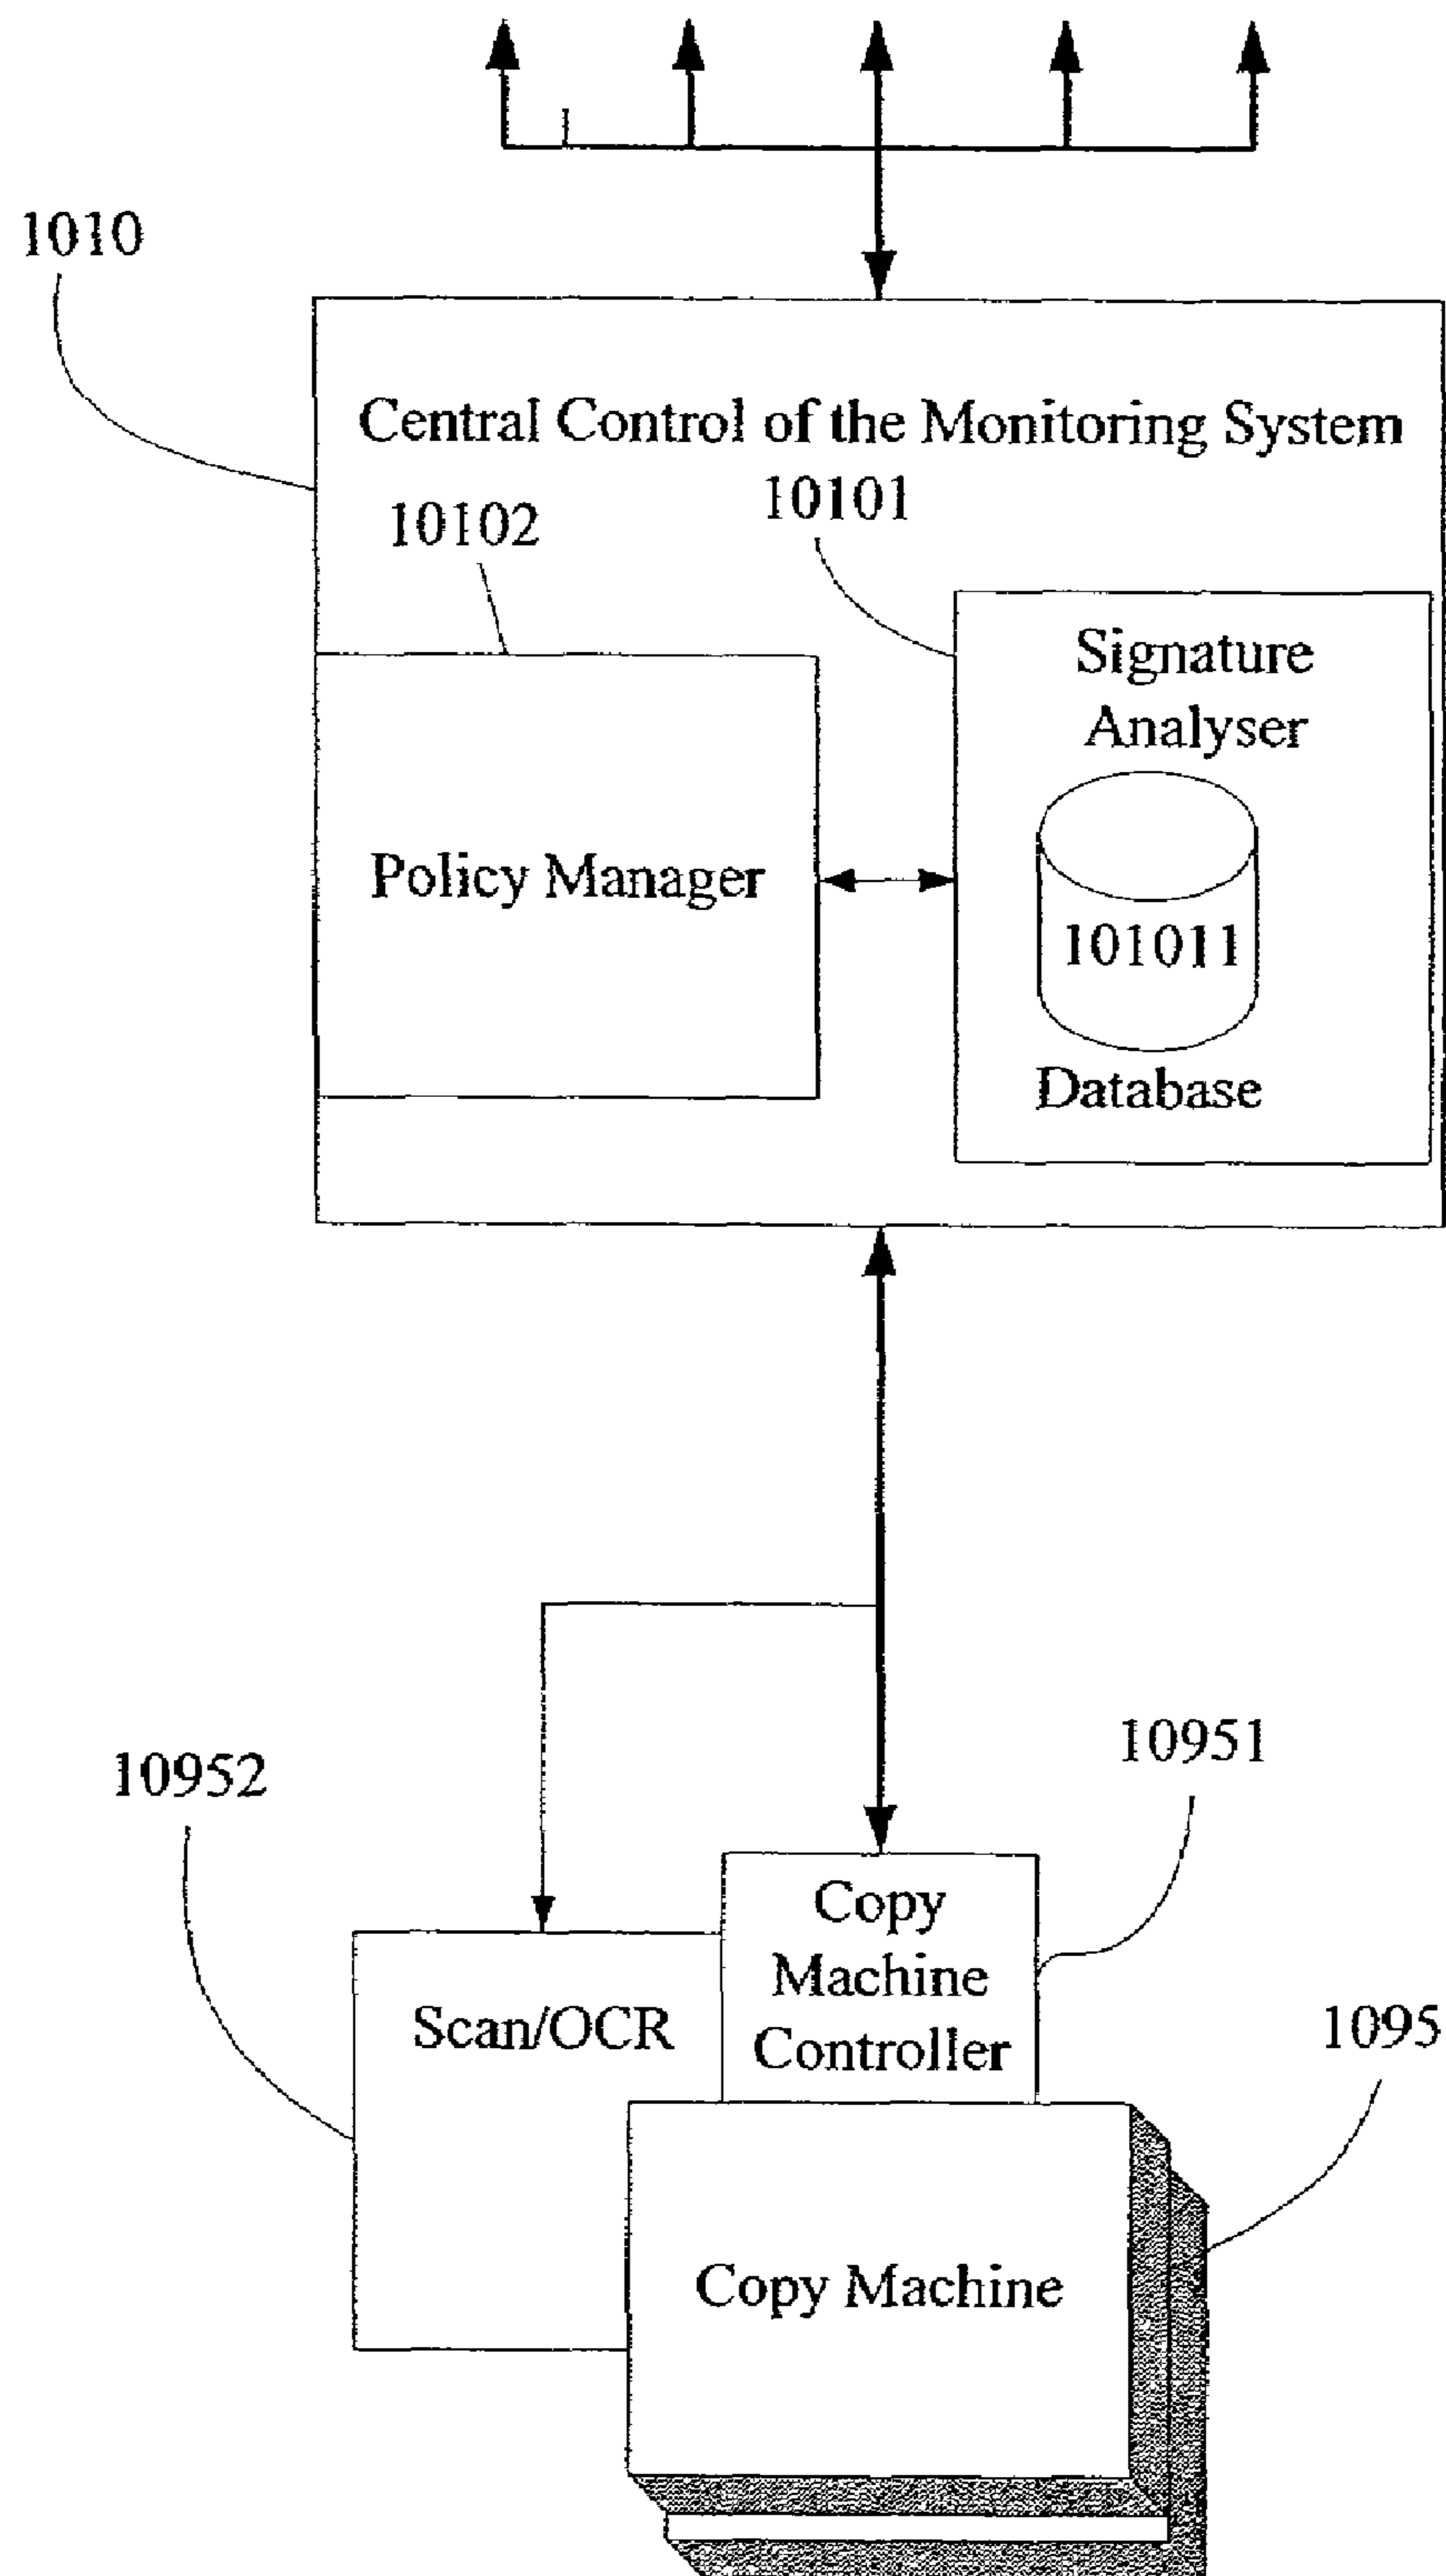 1010
Central Control of the Monitoring System
10102
10101
Signature
Analyser
Policy Manager
101011
Database
10952
10951
Copy
Machine
Controller
Scan/OCR
1095
Copy Machine